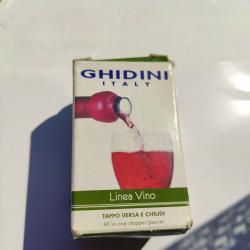 GHIDINI
ITALY
Linea Vino
TAPPO VERSA E CHIUDI
All in one stopper/pourer